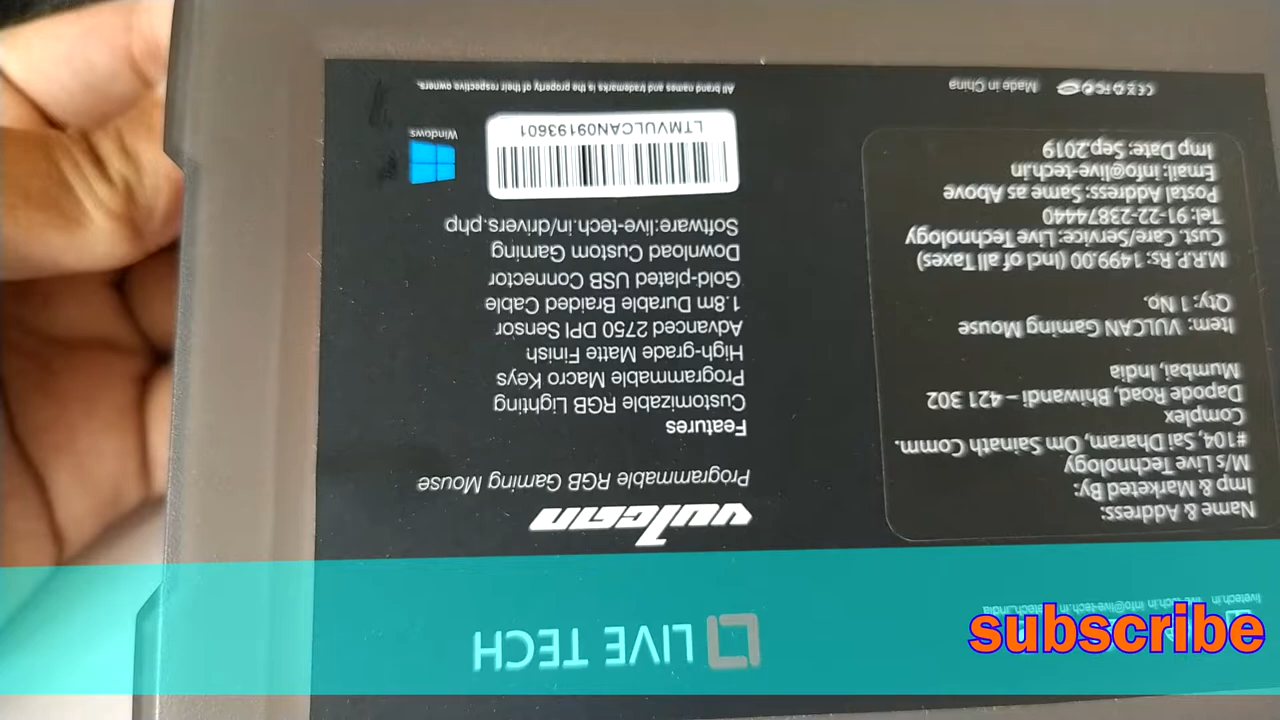 LIVE TECH
vulcan
Programmable RGB Gaming Mouse
Features
Customizable RGB Lighting
Programmable Macro Keys
High-grade Matte Finish
Advanced 2750 DPI Sensor
1.8m Durable Braided Cable
Gold-plated USB Connector
Download Custom Gaming
Software:live-tech.in/drivers.php
LTMVULCAN09193601
Windows
All brand names and trademarks is the property of their respective owners.
Name & Address:
Imp & Marketed By:
M/s Live Technology
#104, Sai Dharam, Om Sainath Comm.
Complex
Dapode Road, Bhiwandi – 421 302
Mumbai, India
Item: VULCAN Gaming Mouse
Qty: 1 No.
M.R.P. Rs: 1499.00 (Incl of all Taxes)
Cust. Care/Service: Live Technology
Tel: 91-22-23874440
Postal Address: Same as Above
Email: info@live-tech.in
Imp Date: Sep.2019
Made in China
subscribe